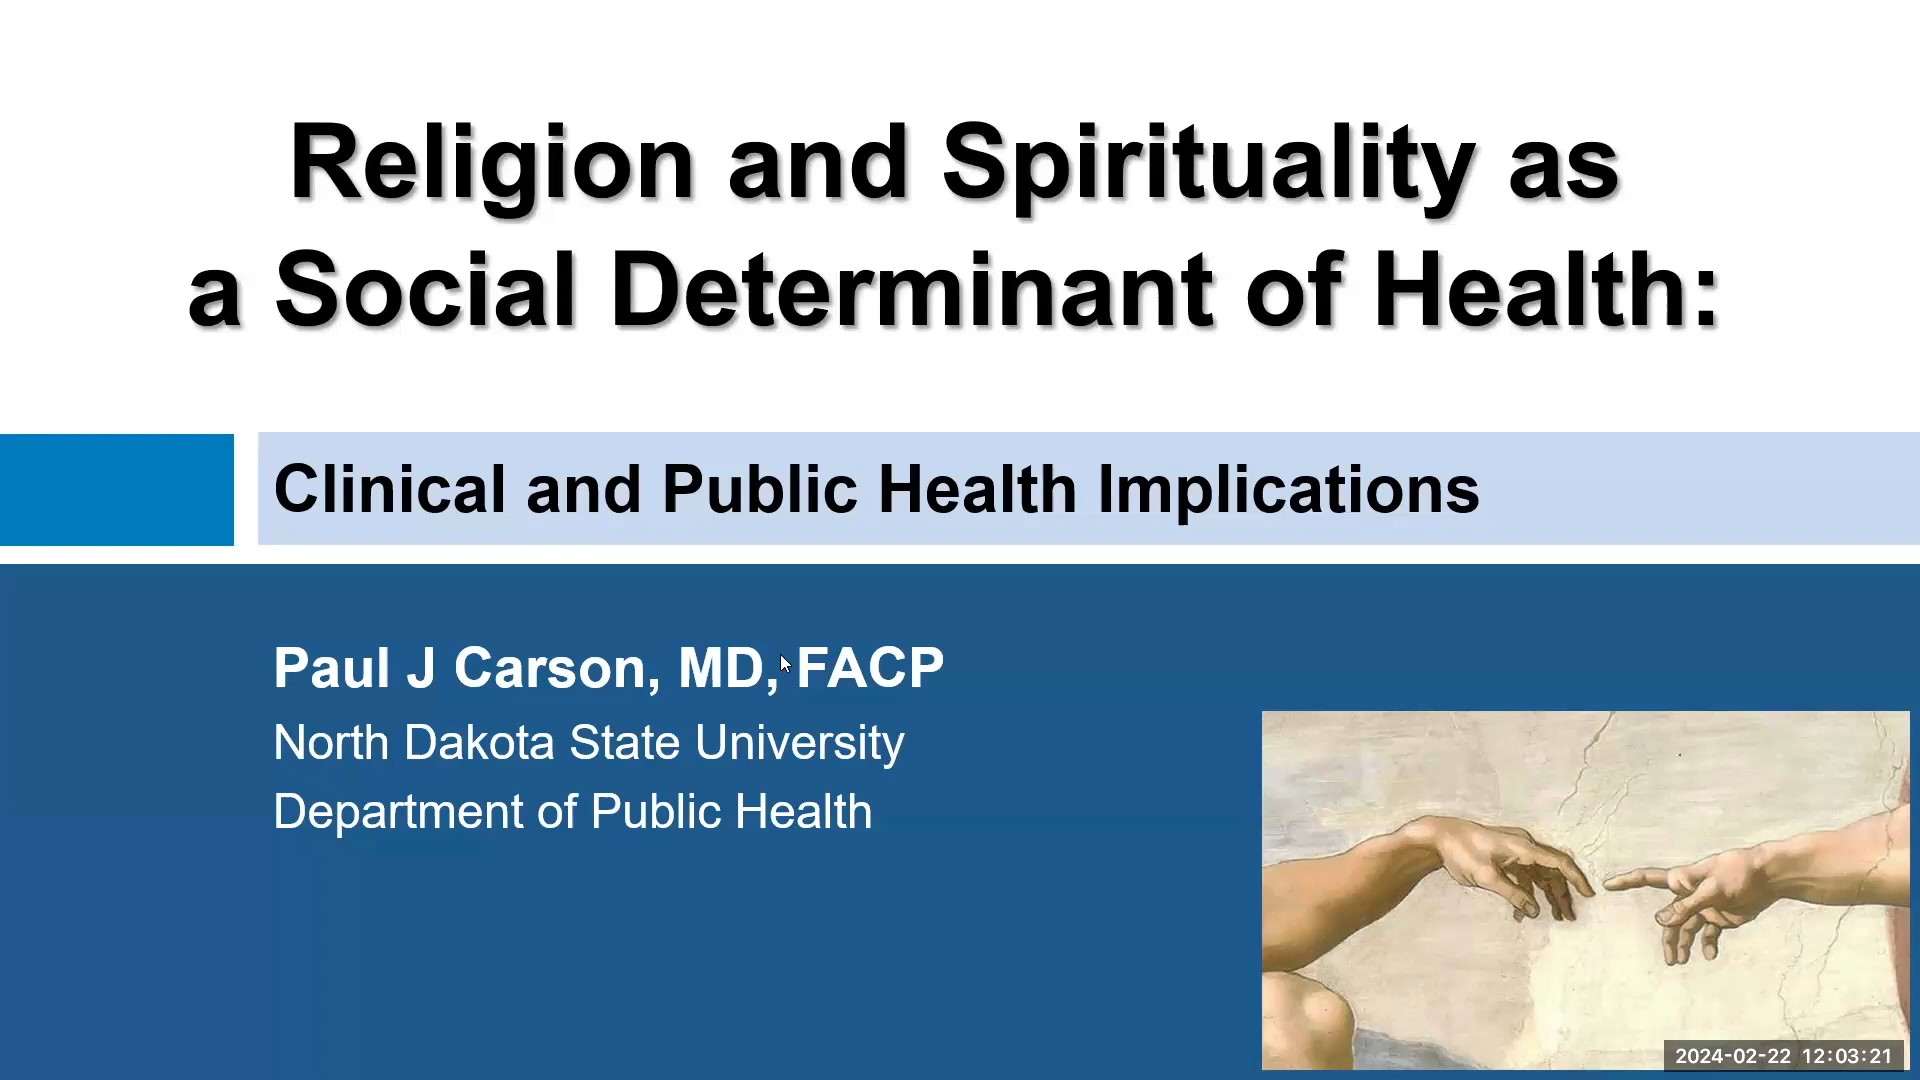 Religion and Spirituality as
a Social Determinant of Health:
Clinical and Public Health Implications
Paul J Carson, MD, FACP
North Dakota State University
Department of Public Health
2024-02-22 12:03:21